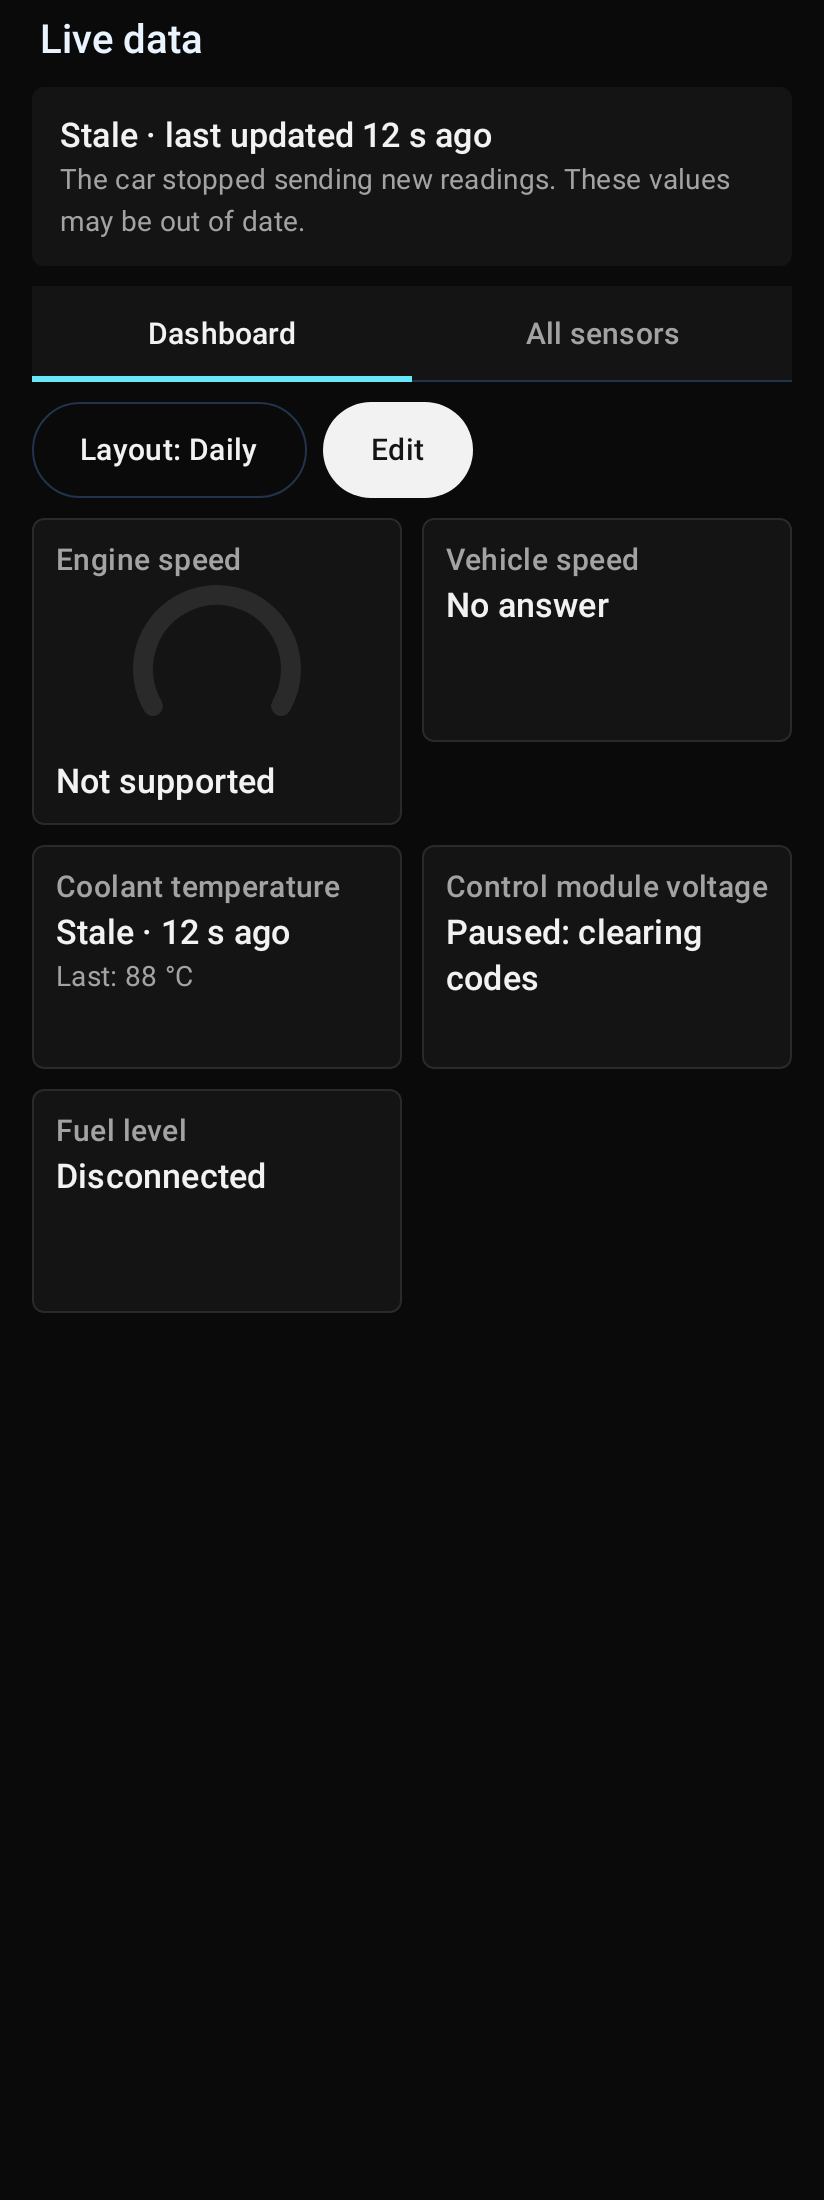 Live data
Stale · last updated 12 s ago
The car stopped sending new readings. These values
may be out of date.
Dashboard
All sensors
Layout: Daily
Edit
Engine speed
Not supported
Vehicle speed
No answer
Coolant temperature
Stale · 12 s ago
Last: 88 °C
Control module voltage
Paused: clearing
codes
Fuel level
Disconnected